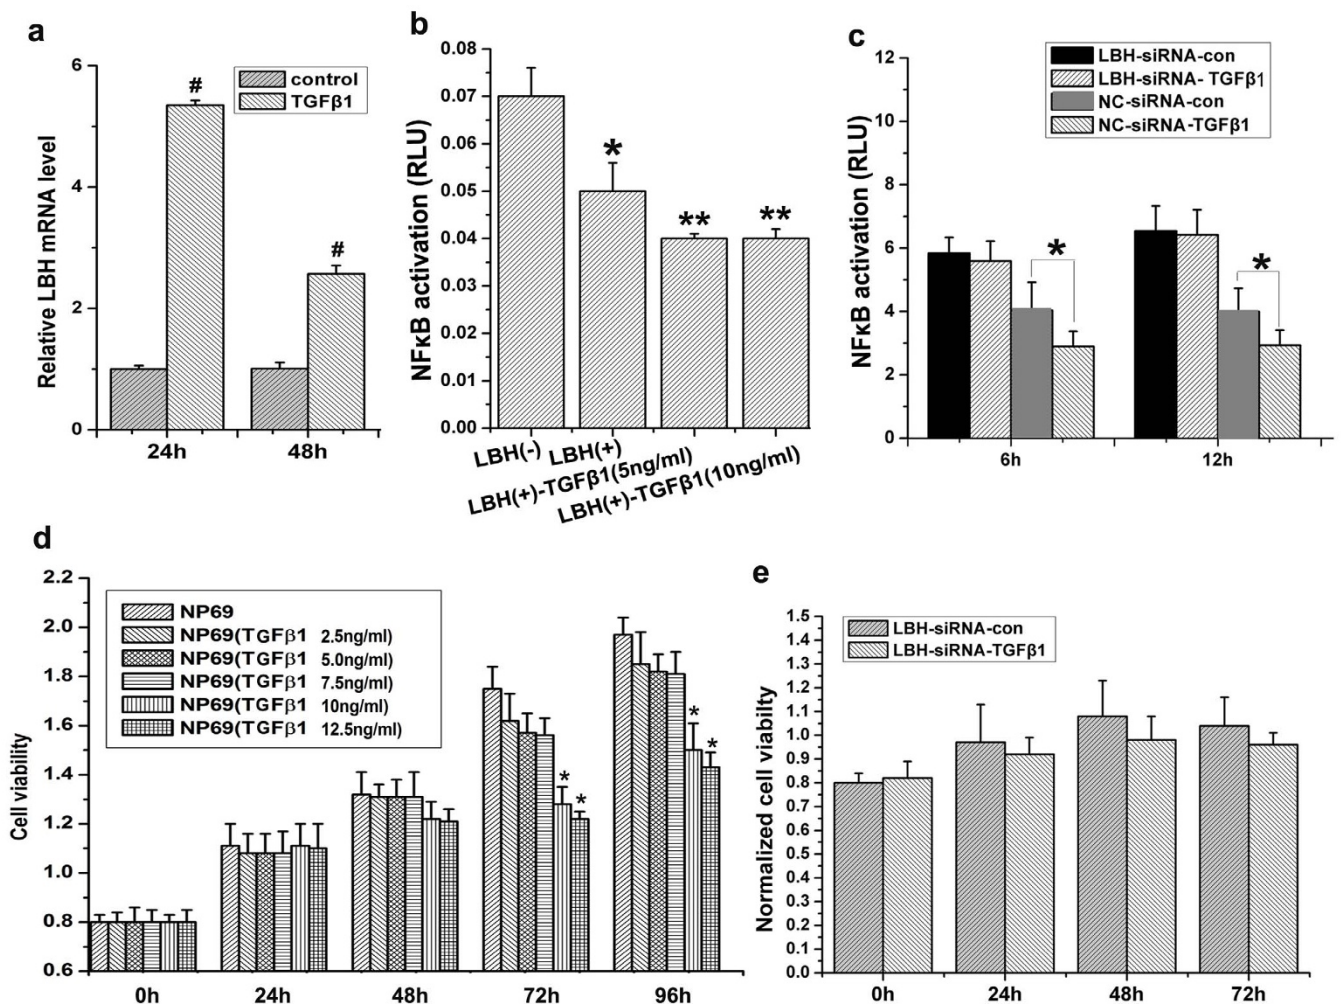 a
Relative LBH mRNA level
6
4
2
0
control
TGFβ1
#
#
24h
48h
b
NFκB activation (RLU)
0.08
0.07
0.06
0.05
0.04
0.03
0.02
0.01
0.00
*
**
**
LBH(-)
LBH(+)
LBH(+)-TGFβ1(5ng/ml)
LBH(+)-TGFβ1(10ng/ml)
c
NFκB activation (RLU)
12
10
8
6
4
2
0
LBH-siRNA-con
LBH-siRNA- TGFβ1
NC-siRNA-con
NC-siRNA-TGFβ1
*
*
6h
12h
d
Cell viability
2.2
2.0
1.8
1.6
1.4
1.2
1.0
0.8
0.6
NP69
NP69(TGFβ1 2.5ng/ml)
NP69(TGFβ1 5.0ng/ml)
NP69(TGFβ1 7.5ng/ml)
NP69(TGFβ1 10ng/ml)
NP69(TGFβ1 12.5ng/ml)
*
*
*
*
0h
24h
48h
72h
96h
e
Normalized cell viabilty
1.5
1.4
1.3
1.2
1.1
1.0
0.9
0.8
0.7
0.6
0.5
0.4
0.3
0.2
0.1
0.0
LBH-siRNA-con
LBH-siRNA-TGFβ1
0h
24h
48h
72h